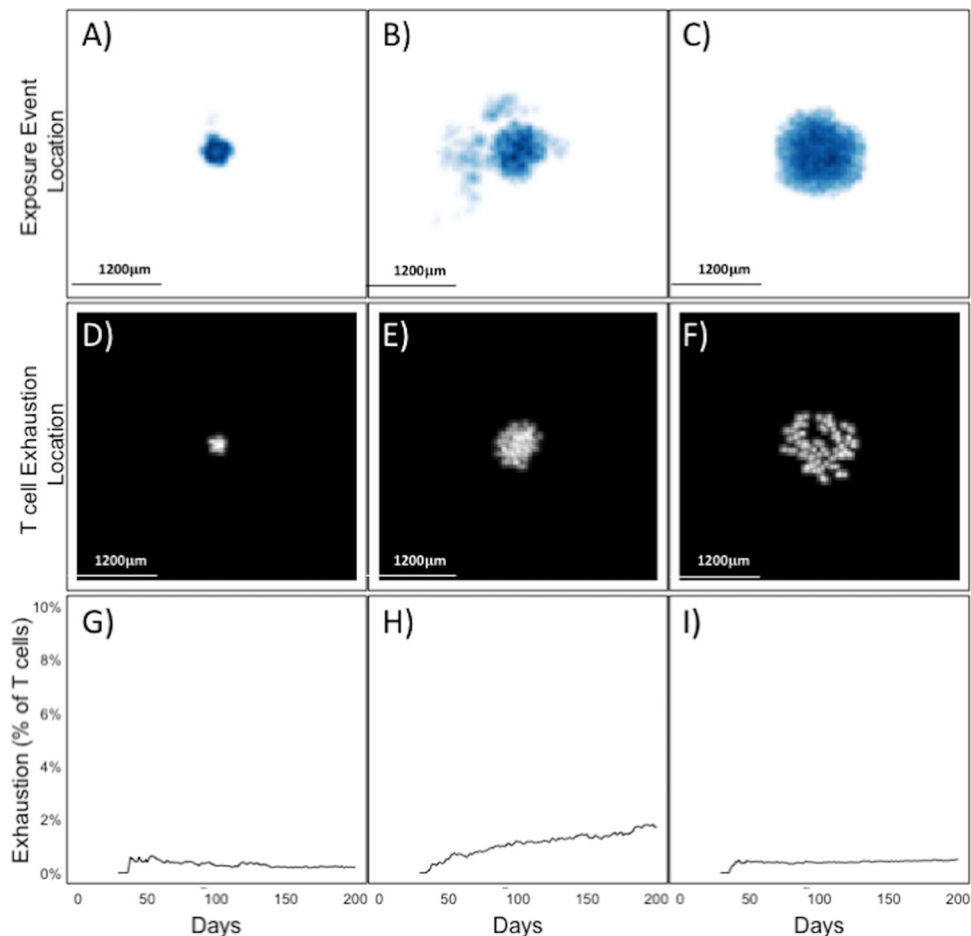 A)
B)
C)
Exposure Event
Location
1200µm
1200µm
1200µm
D)
E)
F)
T cell Exhaustion
Location
1200µm
1200µm
1200µm
G)
H)
I)
Exhaustion (% of T cells)
10%
8%
6%
4%
2%
0%
0 50 100 150 200
0 50 100 150 200
0 50 100 150 200
Days
Days
Days